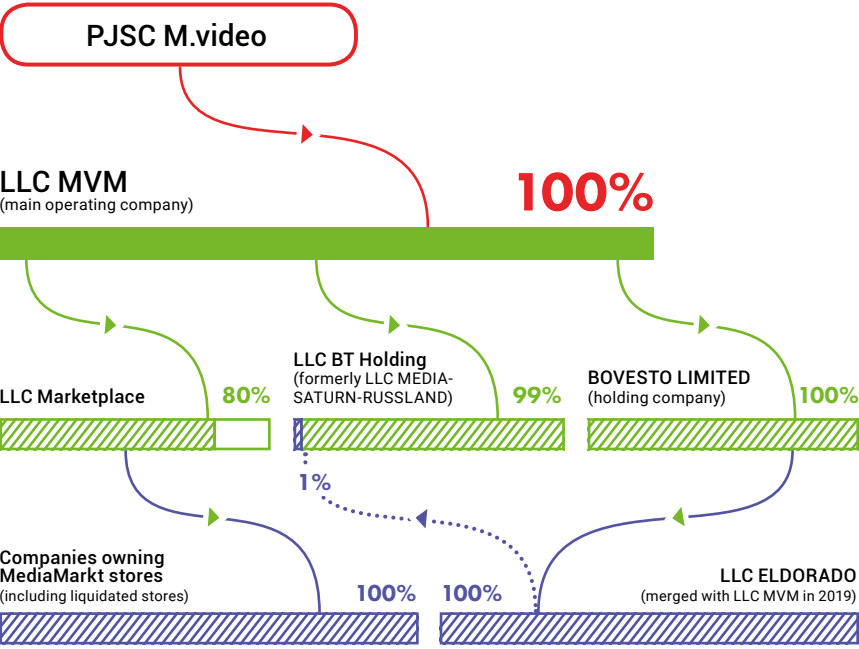 PJSC M.video
LLC MVM
(main operating company)
100%
LLC Marketplace
80%
LLC BT Holding
(formerly LLC MEDIA-
SATURN-RUSSLAND)
99%
BOVESTO LIMITED
(holding company)
100%
1%
Companies owning
MediaMarkt stores
(including liquidated stores)
100%
100%
LLC ELDORADO
(merged with LLC MVM in 2019)